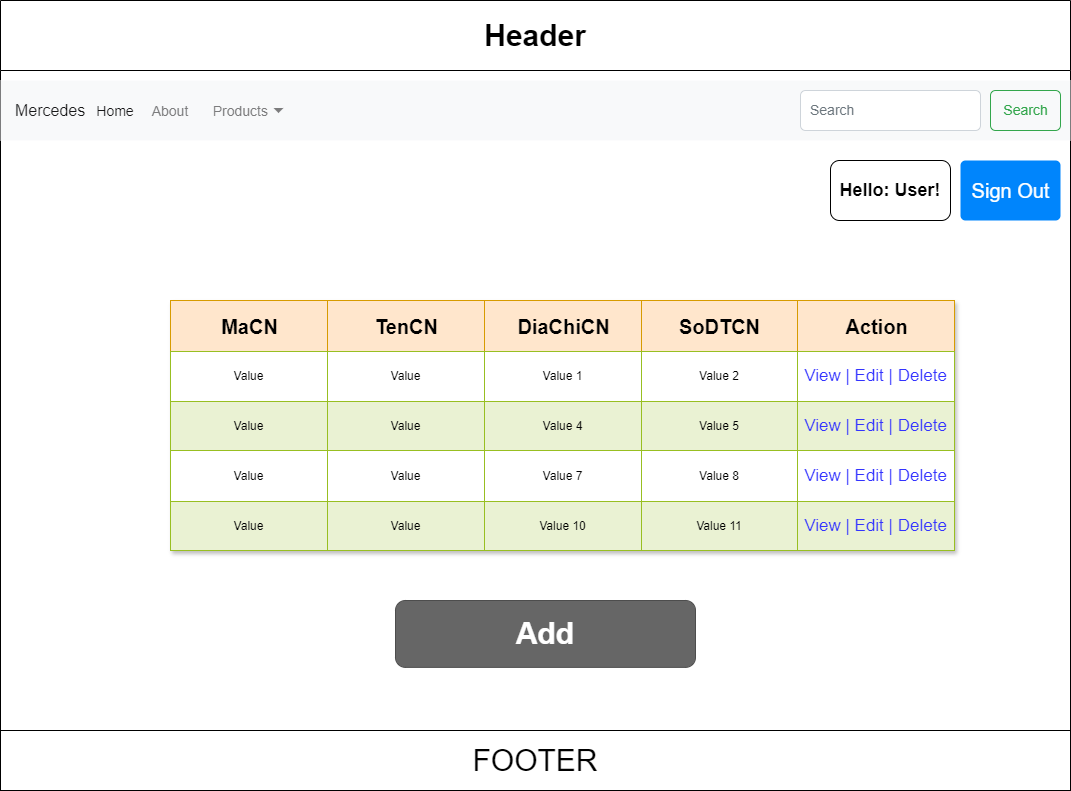 Header
Mercedes Home About Products Search Search
Hello: User! Sign Out
MaCN TenCN DiaChiCN SoDTCN Action
Value Value Value 1 Value 2 View | Edit | Delete
Value Value Value 4 Value 5 View | Edit | Delete
Value Value Value 7 Value 8 View | Edit | Delete
Value Value Value 10 Value 11 View | Edit | Delete
Add
FOOTER